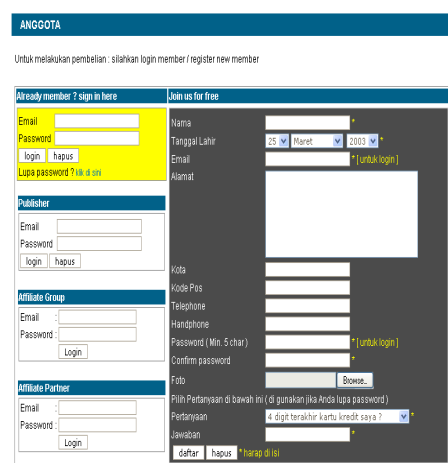 ANGGOTA
Untuk melakukan pembelian : silahkan login member / register new member
Already member ? sign in here
Email
Password
login hapus
Lupa password ? klik di sini
Publisher
Email
Password
login hapus
Affiliate Group
Email :
Password :
Login
Affiliate Partner
Email :
Password :
Login
Join us for free
Nama *
Tanggal Lahir 25 Maret 2003 *
Email * [ untuk login ]
Alamat
Kota
Kode Pos
Telephone
Handphone
Password ( Min. 5 char ) * [ untuk login ]
Confirm password *
Foto Browse...
Pilih Pertanyaan di bawah ini ( di gunakan jika Anda lupa password )
Pertanyaan 4 digit terakhir kartu kredit saya ? *
Jawaban *
daftar hapus * harap di isi